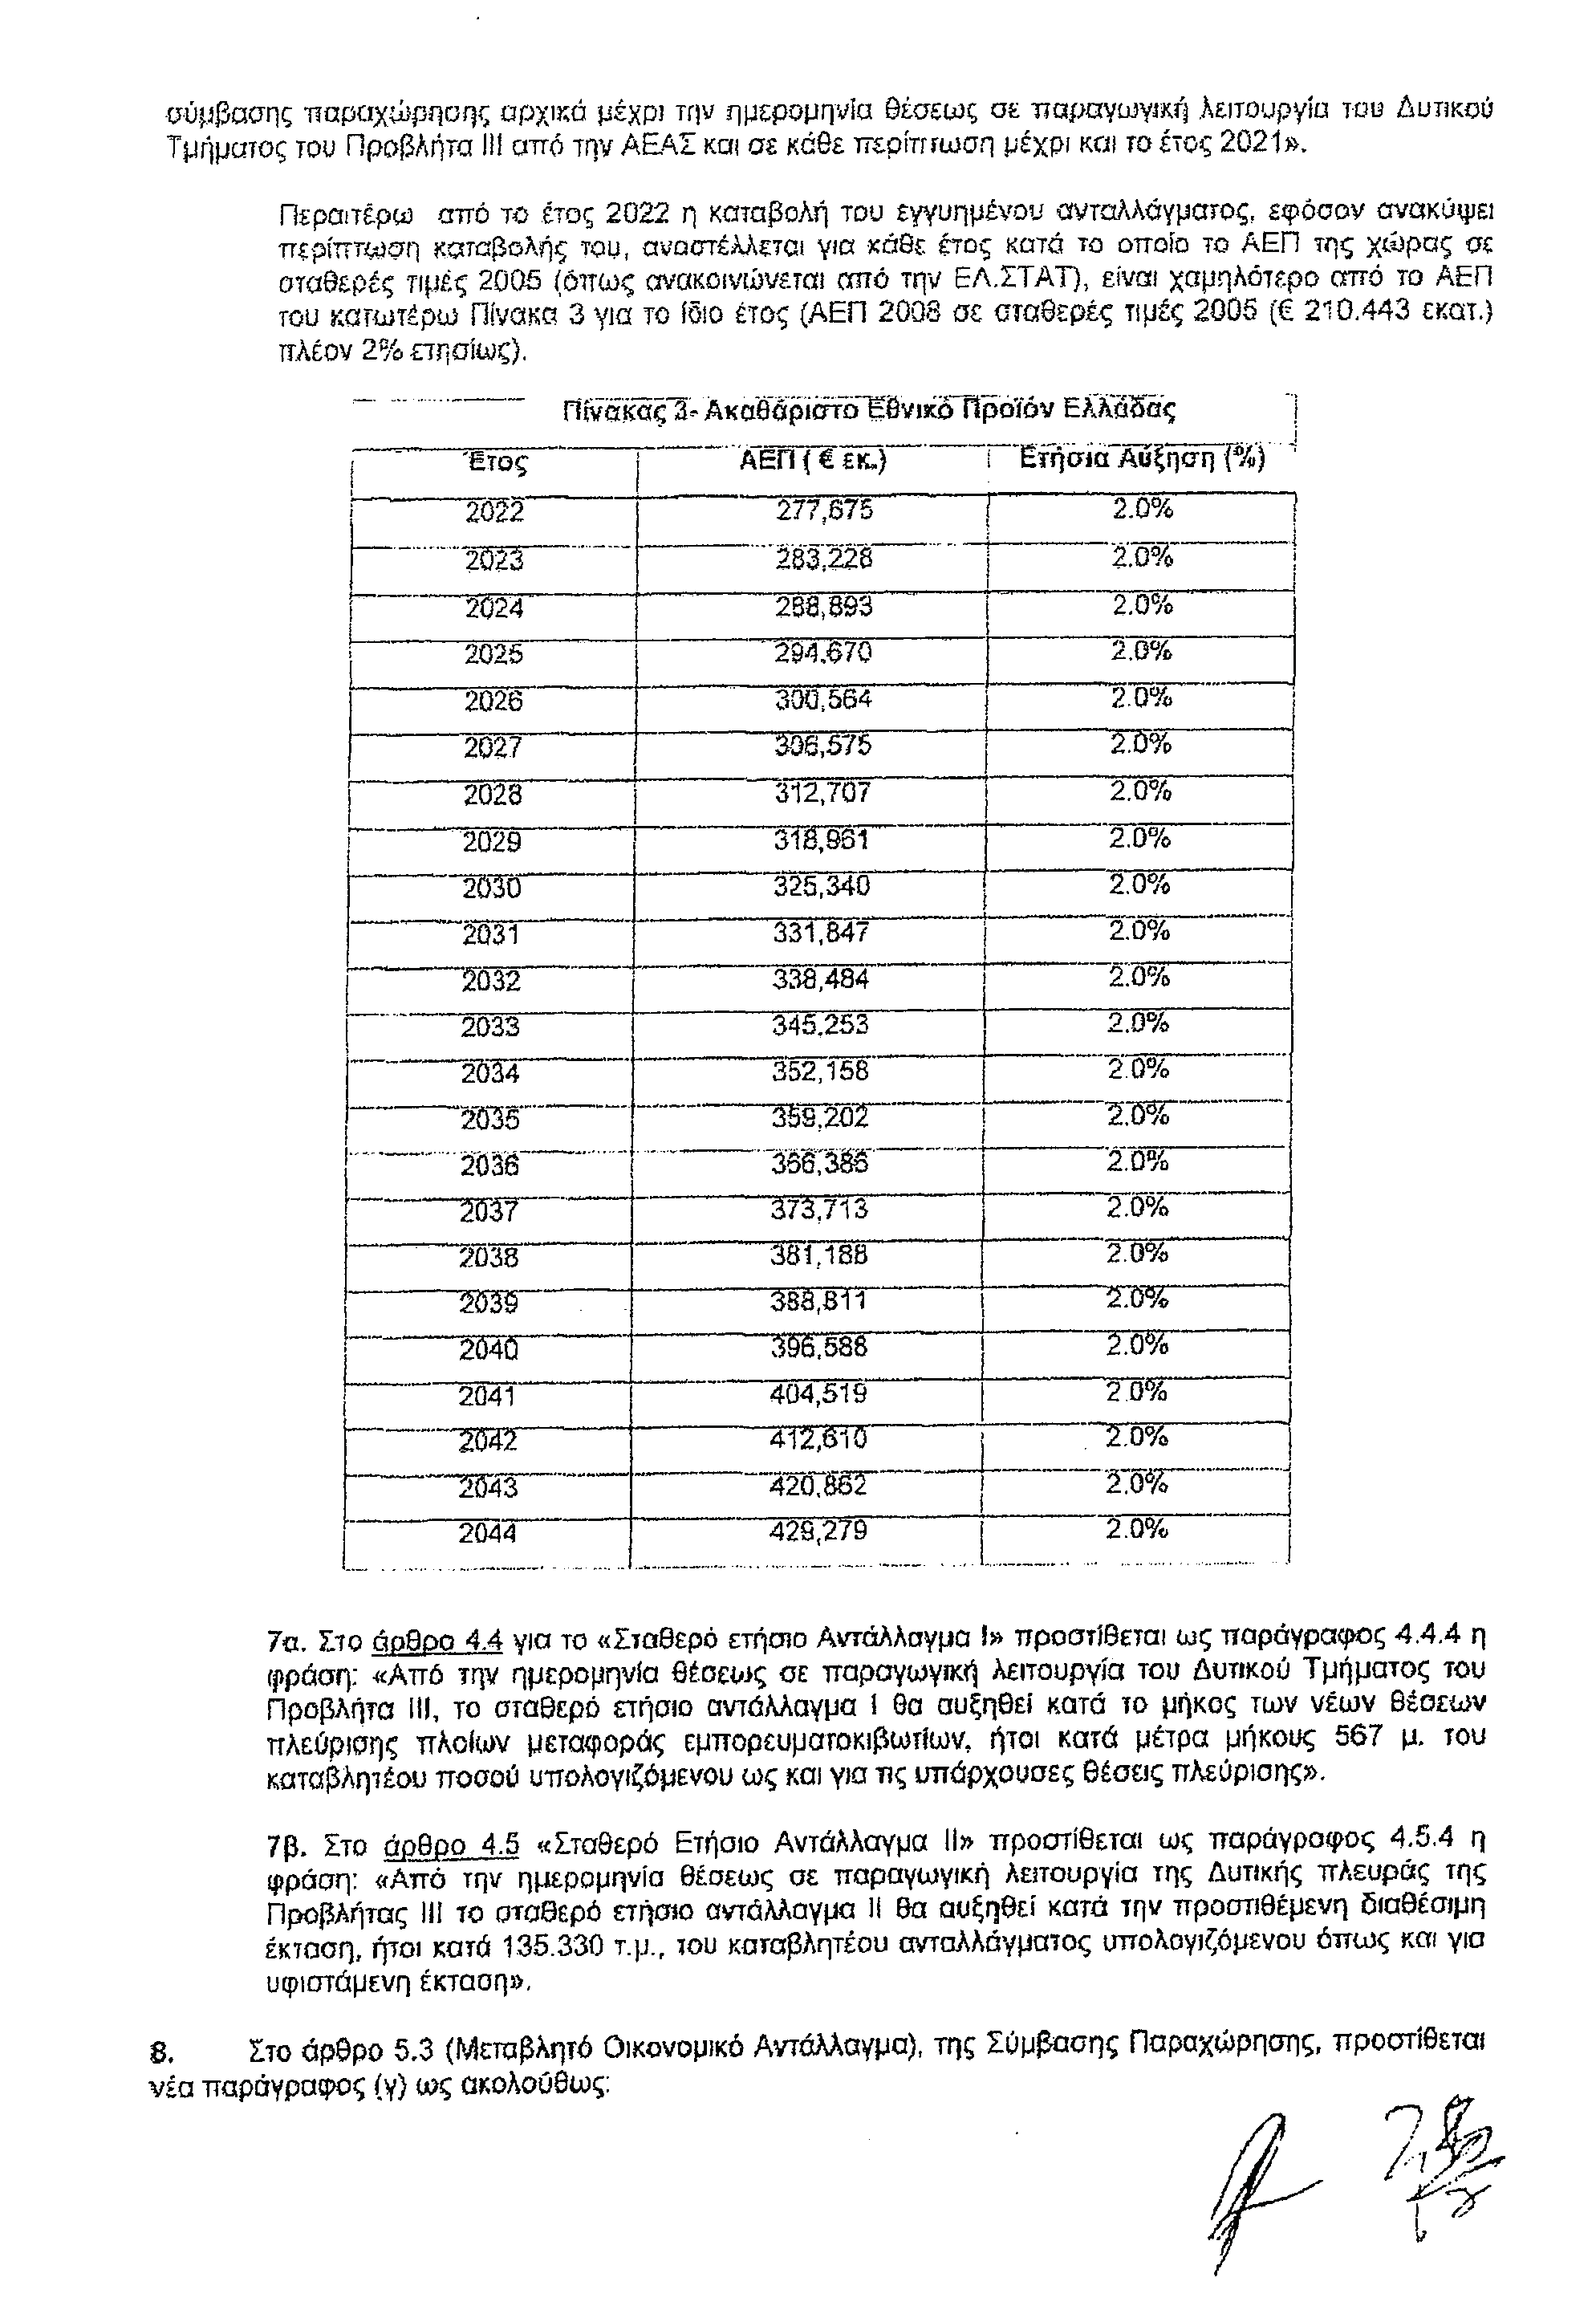 σύμβασης παραχώρησης αρχικά μέχρι την ημερομηνία θέσεως σε παραγωγική λειτουργία του Δυτικού
Τμήματος του Προβλήτα ΙΙΙ από την ΑΕΑΣ και σε κάθε περίπτωση μέχρι και το έτος 2021».
Περαιτέρω από το έτος 2022 η καταβολή του εγγυημένου ανταλλάγματος, εφόσον ανακύψει
περίπτωση καταβολής του, αναστέλλεται για κάθε έτος κατά το οποίο το ΑΕΠ της χώρας σε
σταθερές τιμές 2005 (όπως ανακοινώνεται από την ΕΛ.ΣΤΑΤ), είναι χαμηλότερο από το ΑΕΠ
του κατωτέρω Πίνακα 3 για το ίδιο έτος (ΑΕΠ 2008 σε σταθερές τιμές 2005 (€ 210.443 εκατ.)
πλέον 2% ετησίως).
Πίνακας 3- Ακαθάριστο Εθνικό Προϊόν Ελλάδας
Έτος ΑΕΠ ( € εκ.) Ετήσια Αύξηση (%)
2022 277,675 2.0%
2023 283,228 2.0%
2024 288,893 2.0%
2025 294,670 2.0%
2026 300,564 2.0%
2027 306,575 2.0%
2028 312,707 2.0%
2029 318,961 2.0%
2030 325,340 2.0%
2031 331,847 2.0%
2032 338,484 2.0%
2033 345,253 2.0%
2034 352,158 2.0%
2035 359,202 2.0%
2036 366,386 2.0%
2037 373,713 2.0%
2038 381,188 2.0%
2039 388,811 2.0%
2040 396,588 2.0%
2041 404,519 2.0%
2042 412,610 2.0%
2043 420,862 2.0%
2044 429,279 2.0%
7α. Στο άρθρο 4.4 για το «Σταθερό ετήσιο Αντάλλαγμα Ι» προστίθεται ως παράγραφος 4.4.4 η
φράση: «Από την ημερομηνία θέσεως σε παραγωγική λειτουργία του Δυτικού Τμήματος του
Προβλήτα ΙΙΙ, το σταθερό ετήσιο αντάλλαγμα Ι θα αυξηθεί κατά το μήκος των νέων θέσεων
πλεύρισης πλοίων μεταφοράς εμπορευματοκιβωτίων, ήτοι κατά μέτρα μήκους 567 μ. του
καταβλητέου ποσού υπολογιζόμενου ως και για τις υπάρχουσες θέσεις πλεύρισης».
7β. Στο άρθρο 4.5 «Σταθερό Ετήσιο Αντάλλαγμα ΙΙ» προστίθεται ως παράγραφος 4.5.4 η
φράση: «Από την ημερομηνία θέσεως σε παραγωγική λειτουργία της Δυτικής πλευράς της
Προβλήτας ΙΙΙ το σταθερό ετήσιο αντάλλαγμα ΙΙ θα αυξηθεί κατά την προστιθέμενη διαθέσιμη
έκταση, ήτοι κατά 135.330 τ.μ., του καταβλητέου ανταλλάγματος υπολογιζόμενου όπως και για
υφιστάμενη έκταση».
8. Στο άρθρο 5.3 (Μεταβλητό Οικονομικό Αντάλλαγμα), της Σύμβασης Παραχώρησης, προστίθεται
νέα παράγραφος (γ) ως ακολούθως: